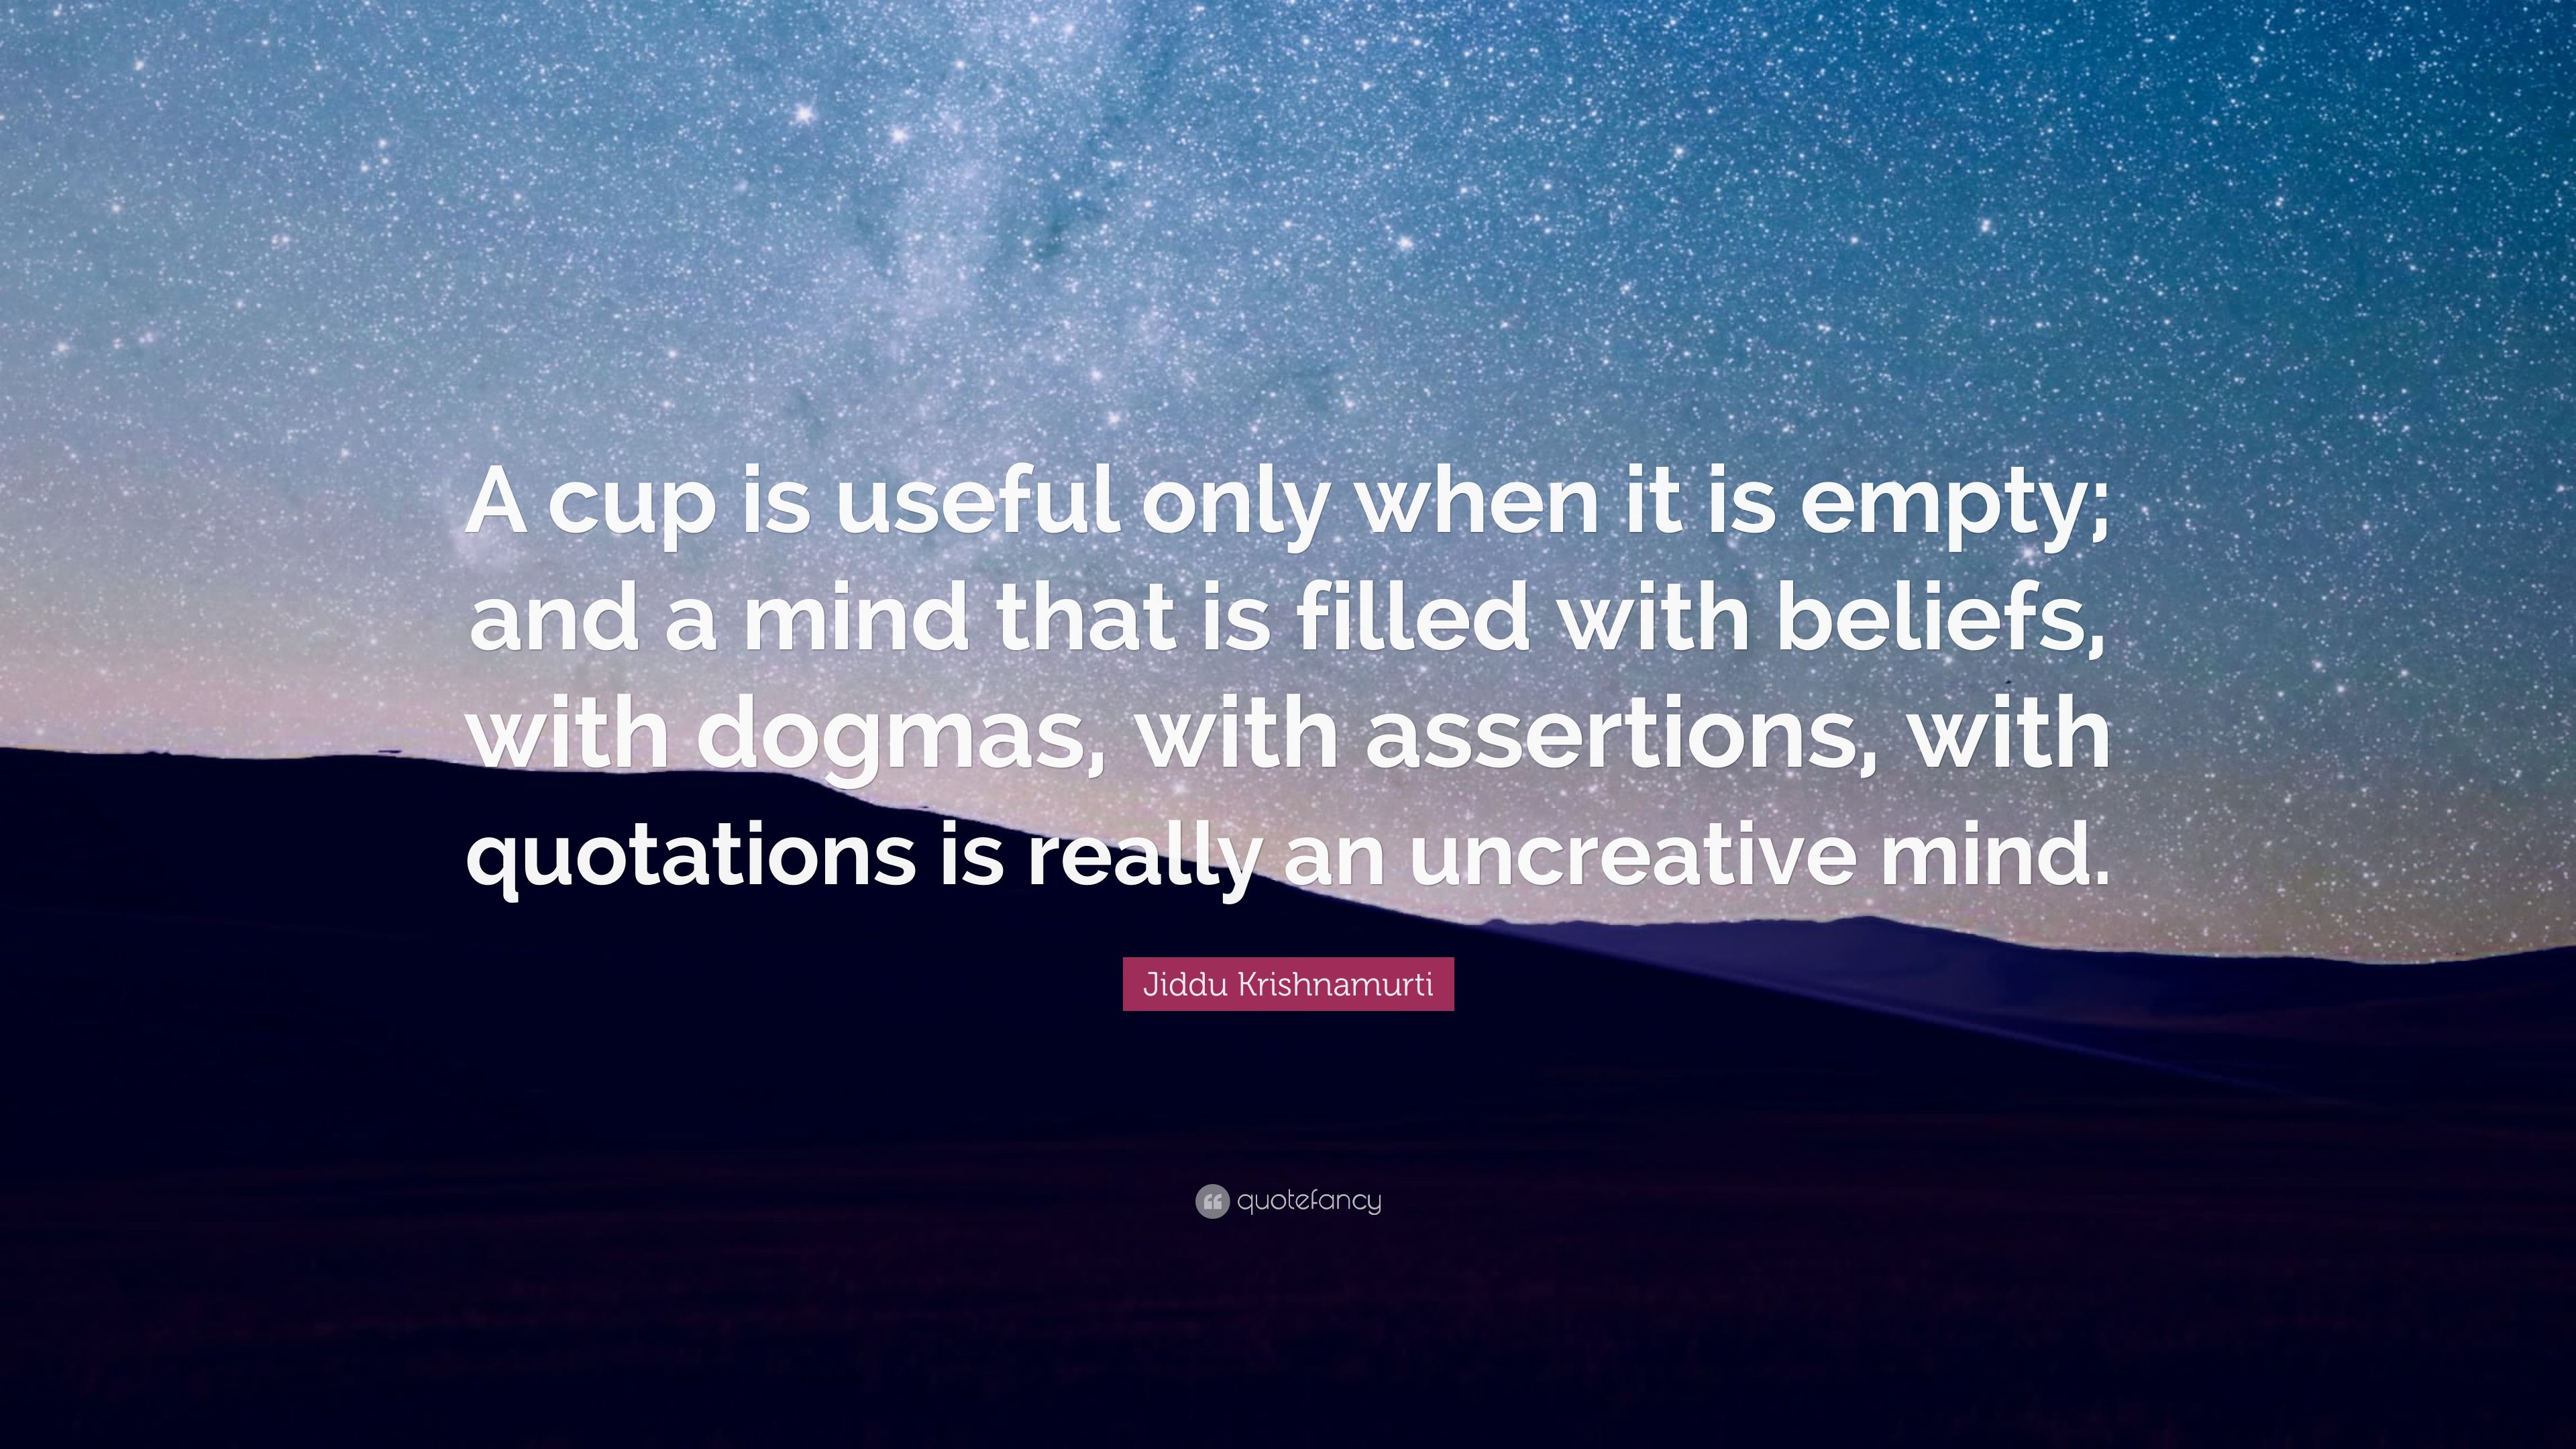 A cup is useful only when it is empty;
and a mind that is filled with beliefs,
with dogmas, with assertions, with
quotations is really an uncreative mind.
Jiddu Krishnamurti
quotefancy